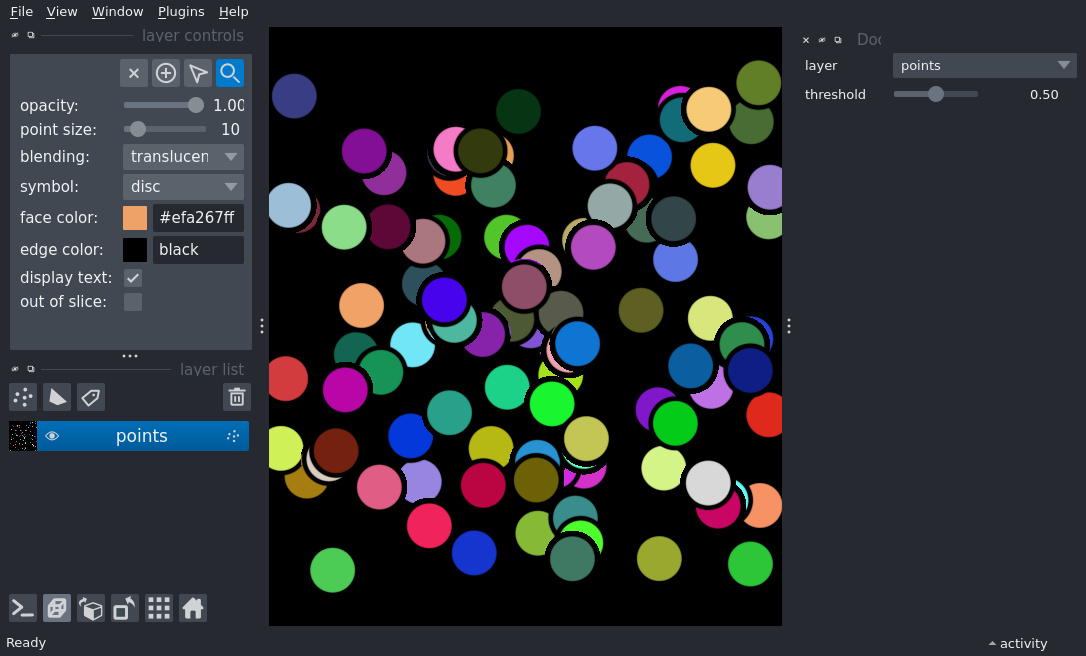 File View Window Plugins Help
layer controls
opacity: 1.00
point size: 10
blending: translucen
symbol: disc
face color: #efa267ff
edge color: black
display text:
out of slice:
layer list
points
Ready
Doc
layer points
threshold 0.50
activity